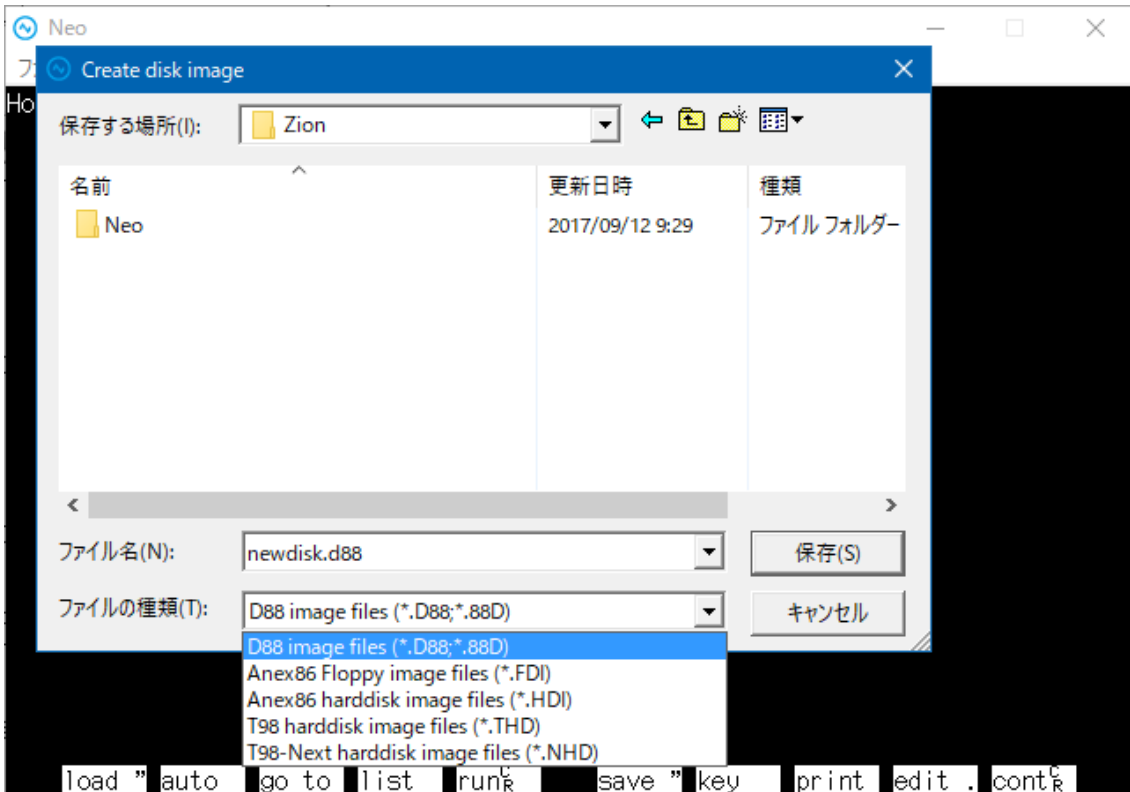 Neo
Create disk image
Ho
保存する場所(I):
Zion
名前
更新日時
種類
Neo
2017/09/12 9:29
ファイル フォルダー
ファイル名(N):
newdisk.d88
保存(S)
ファイルの種類(T):
D88 image files (*.D88;*.88D)
キャンセル
D88 image files (*.D88;*.88D)
Anex86 Floppy image files (*.FDI)
Anex86 harddisk image files (*.HDI)
T98 harddisk image files (*.THD)
T98-Next harddisk image files (*.NHD)
load " auto go to list run save " key print edit . cont